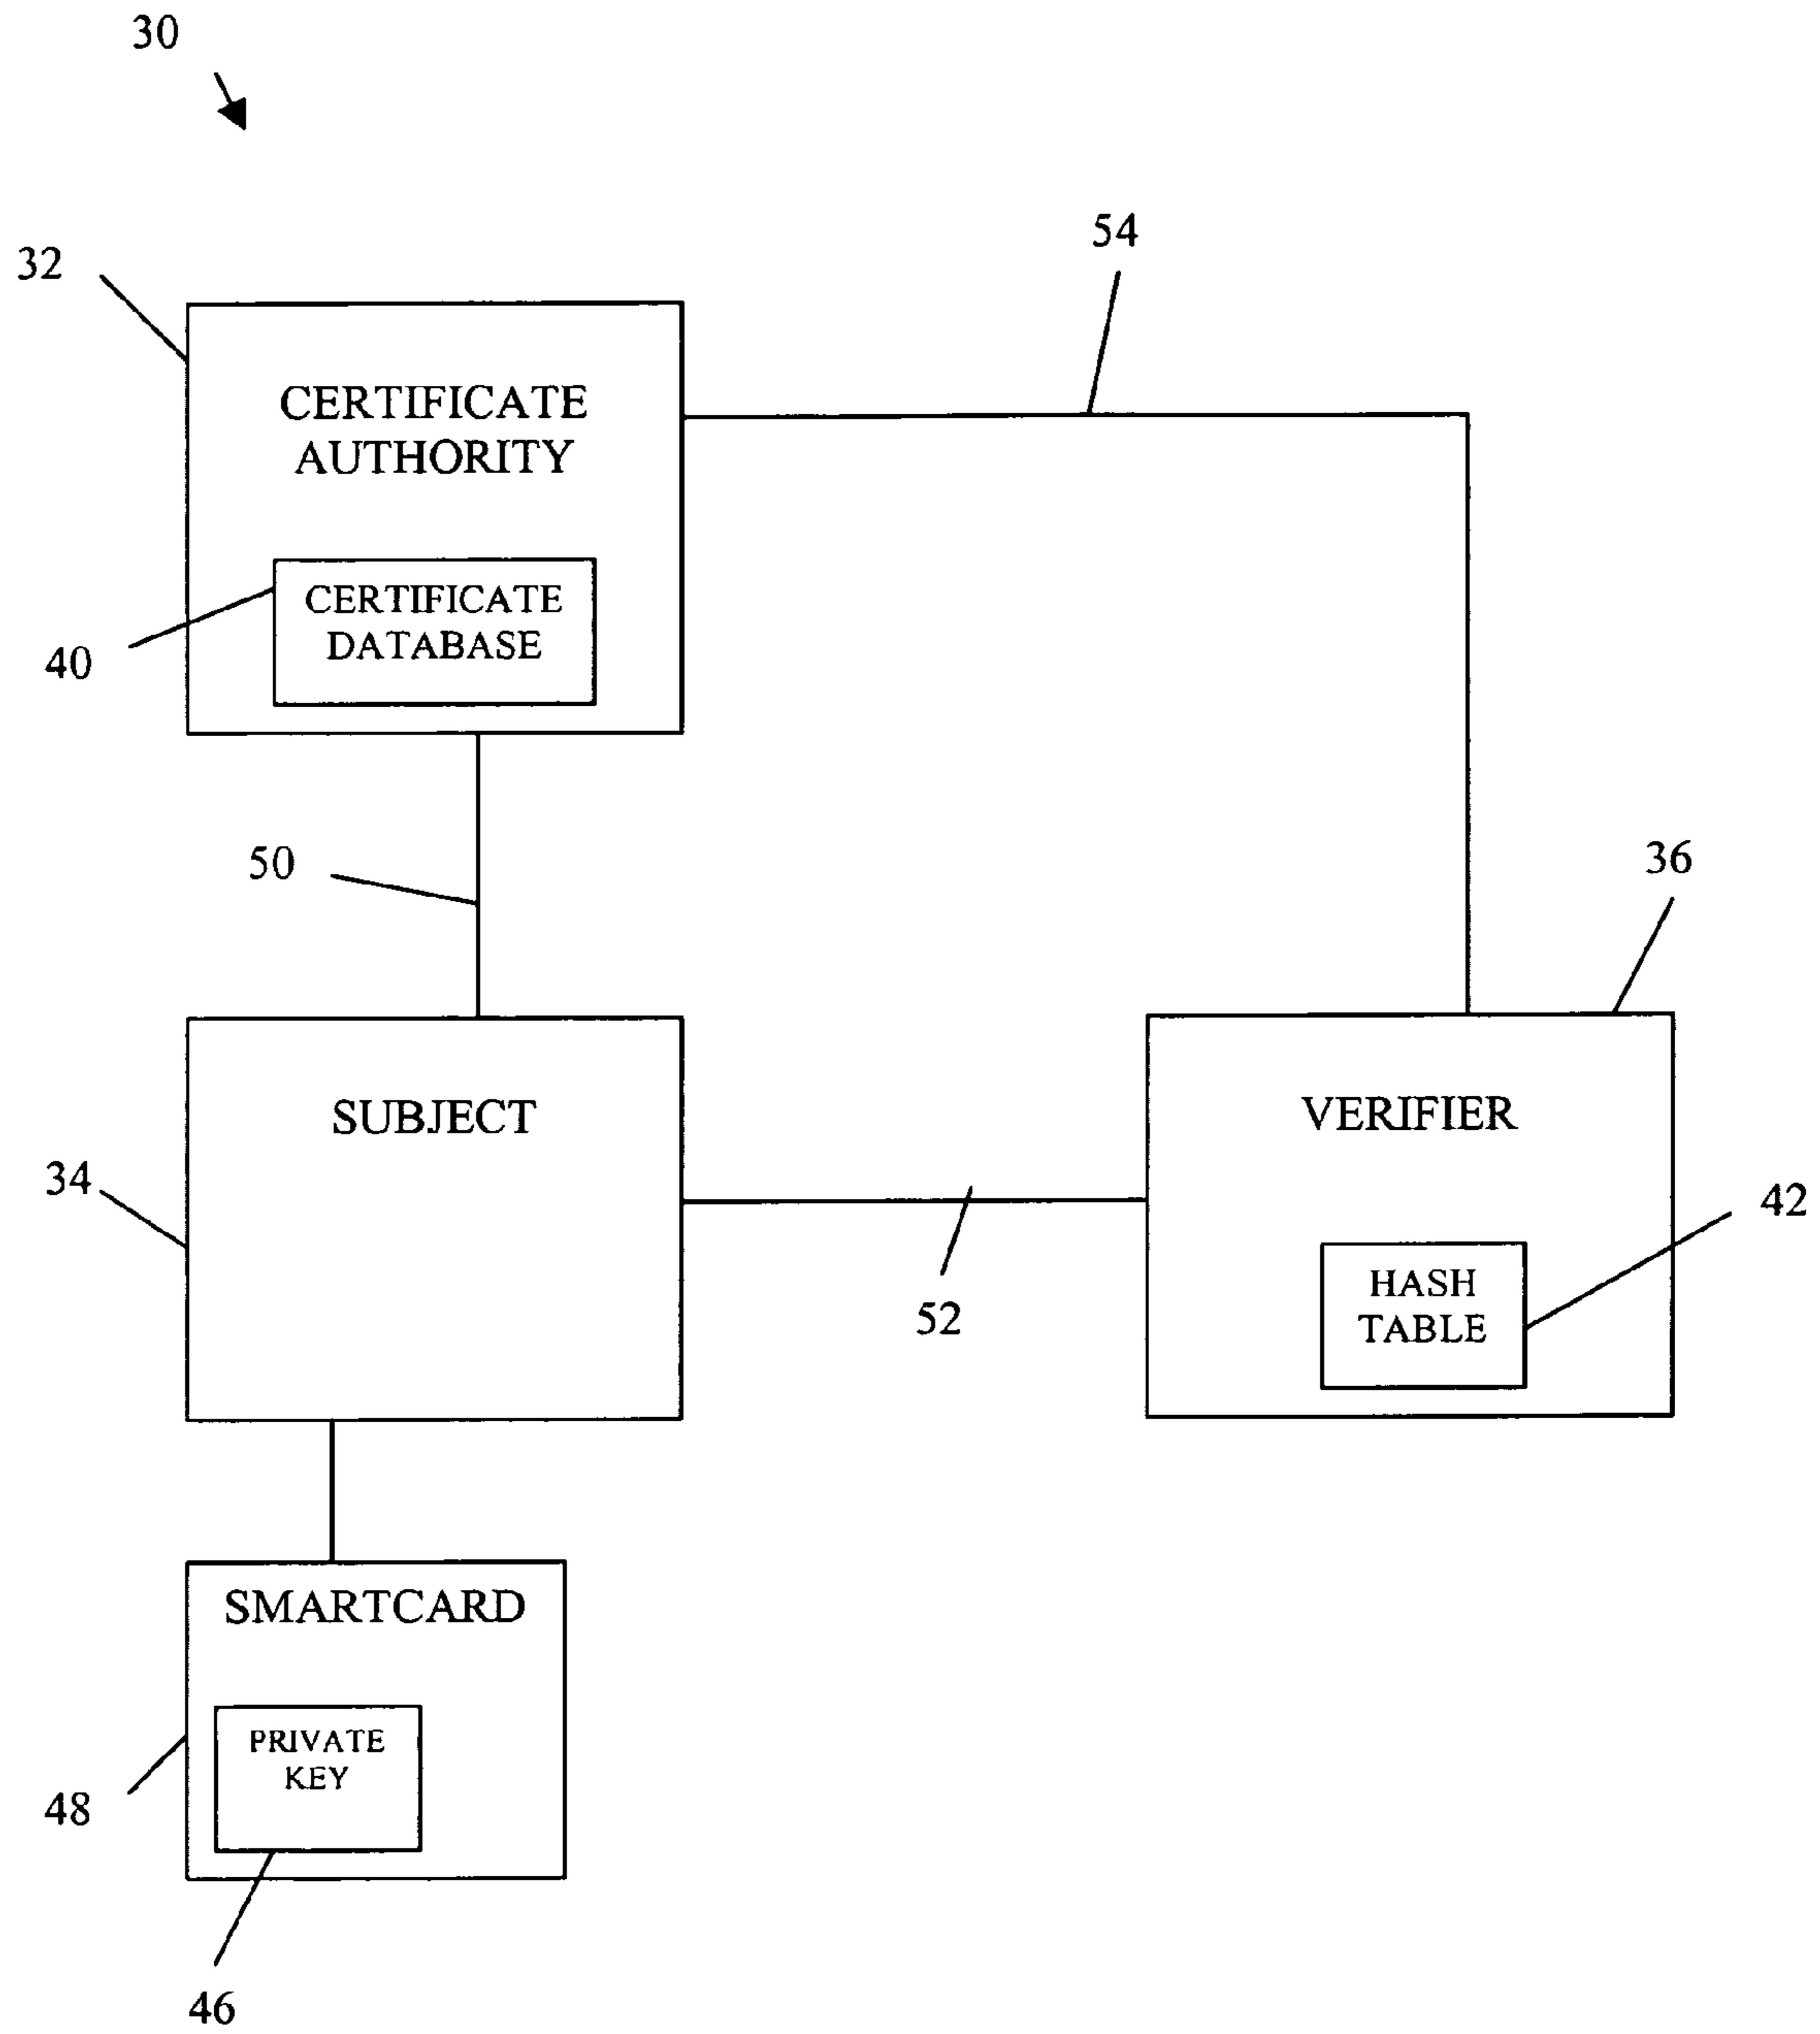 30
54
32
CERTIFICATE
AUTHORITY
CERTIFICATE
DATABASE
40
50
36
SUBJECT
VERIFIER
34
42
HASH
TABLE
52
SMARTCARD
PRIVATE
KEY
48
46